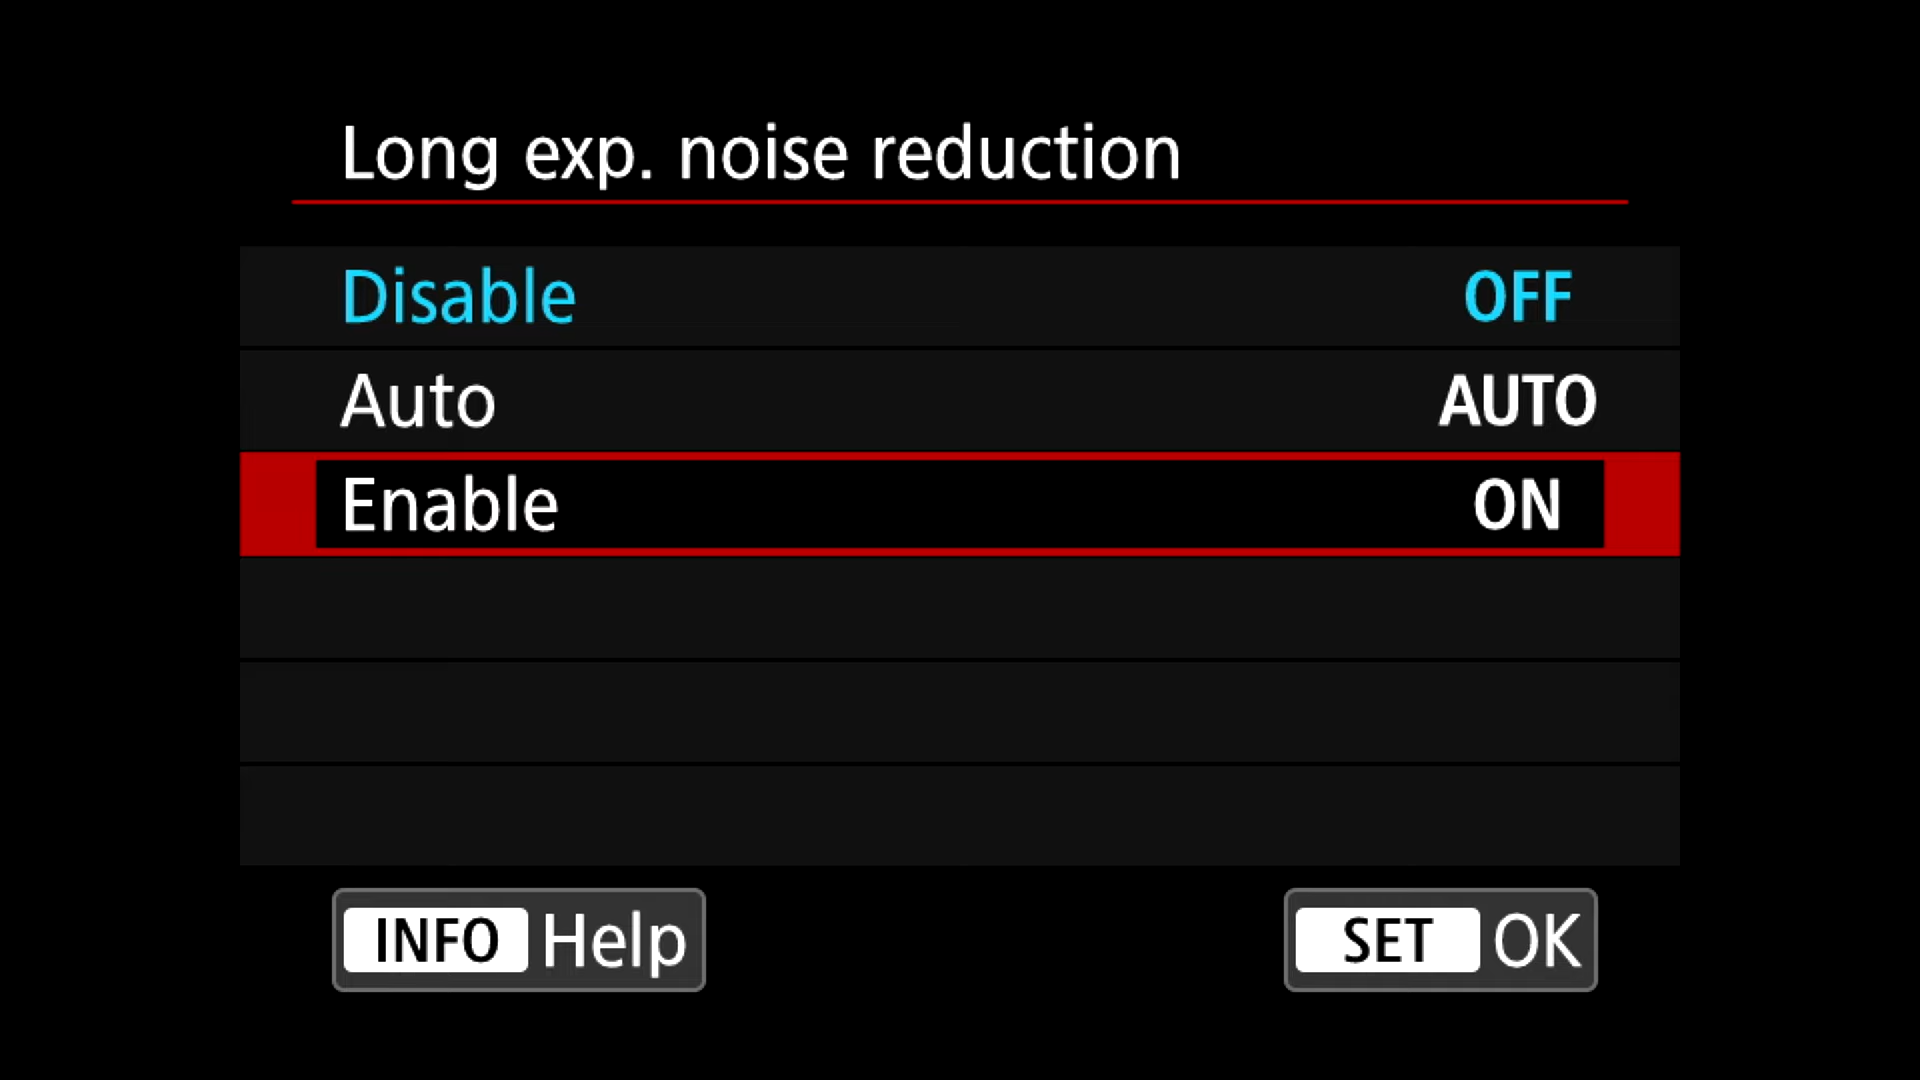 Long exp. noise reduction
Disable OFF
Auto AUTO
Enable ON
INFO Help SET OK